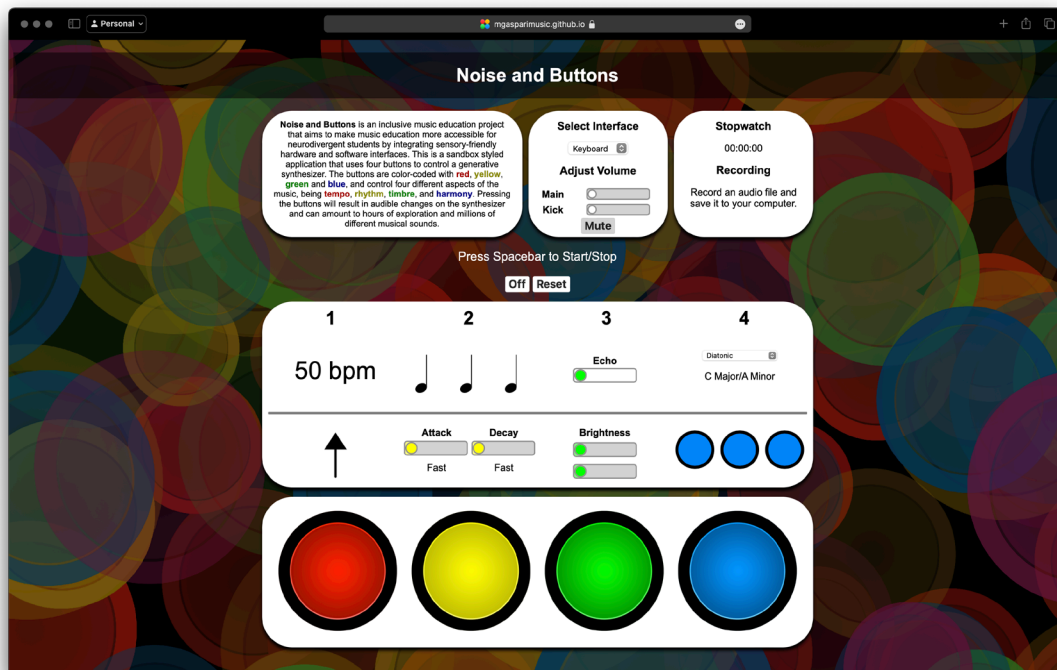 Personal
mgasparimusic.github.io
Noise and Buttons
Noise and Buttons is an inclusive music education project
that aims to make music education more accessible for
neurodivergent students by integrating sensory-friendly
hardware and software interfaces. This is a sandbox styled
application that uses four buttons to control a generative
synthesizer. The buttons are color-coded with red, yellow,
green and blue, and control four different aspects of the
music, being tempo, rhythm, timbre, and harmony. Pressing
the buttons will result in audible changes on the synthesizer
and can amount to hours of exploration and millions of
different musical sounds.
Select Interface
Keyboard
Adjust Volume
Main
Kick
Mute
Stopwatch
00:00:00
Recording
Record an audio file and
save it to your computer.
Press Spacebar to Start/Stop
Off Reset
1 2 3 4
50 bpm
Echo
Diatonic
C Major/A Minor
Attack Decay
Fast Fast
Brightness